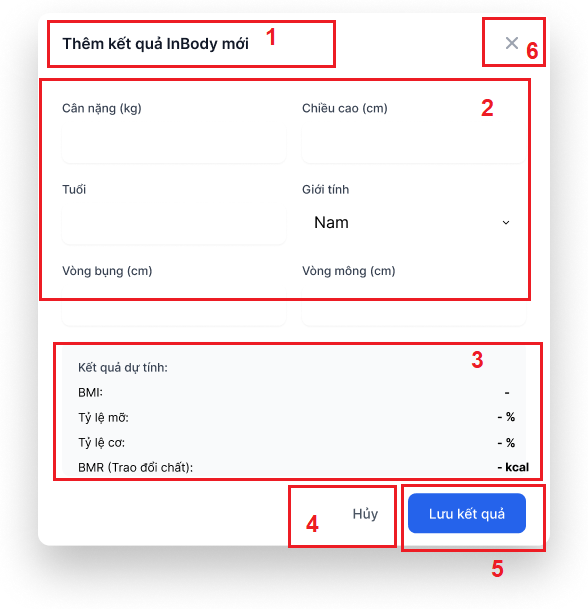 Thêm kết quả InBody mới 1
6
Cân nặng (kg) Chiều cao (cm) 2
Tuổi Giới tính
Nam
Vòng bụng (cm) Vòng mông (cm)
Kết quả dự tính: 3
BMI: -
Tỷ lệ mỡ: - %
Tỷ lệ cơ: - %
BMR (Trao đổi chất): - kcal
4 Hủy Lưu kết quả
5